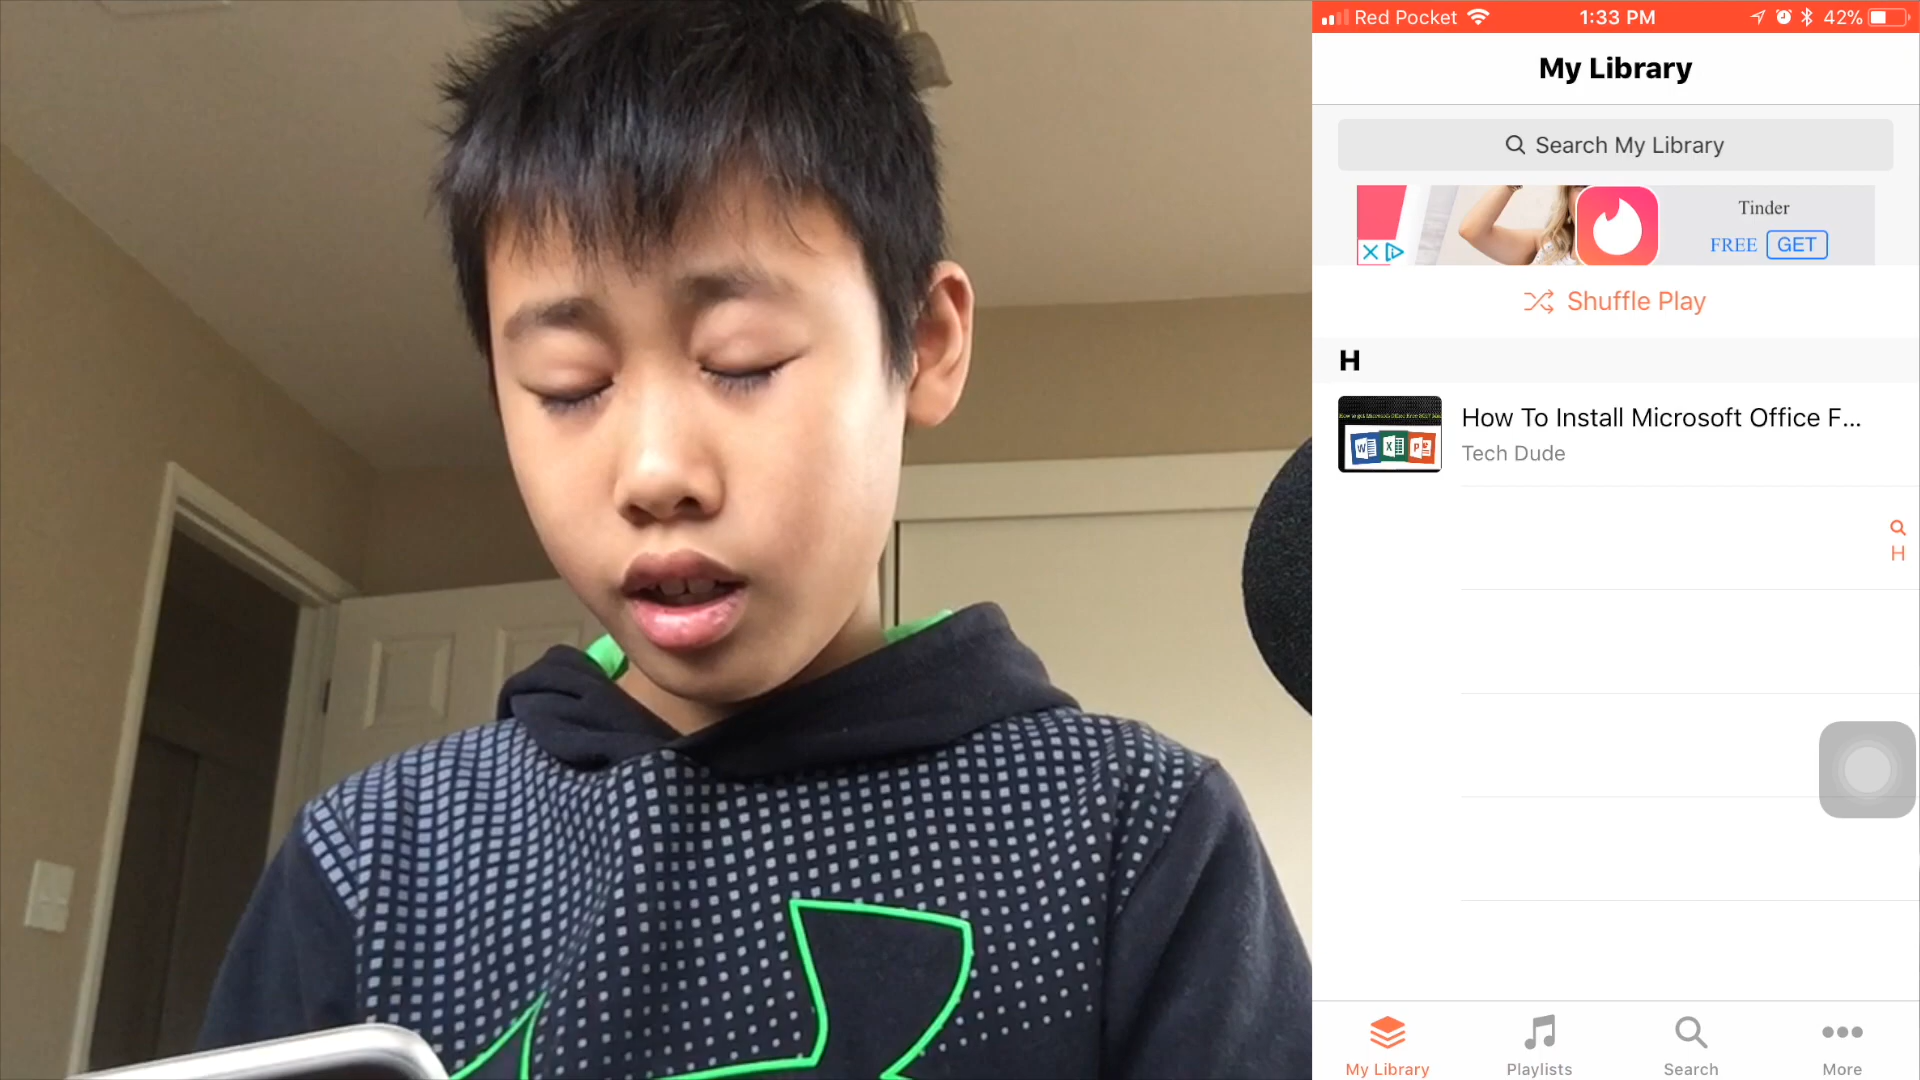 Red Pocket 1:33 PM 42%
My Library
Search My Library
Tinder
FREE GET
Shuffle Play
H
How To Install Microsoft Office F...
Tech Dude
H
My Library Playlists Search More